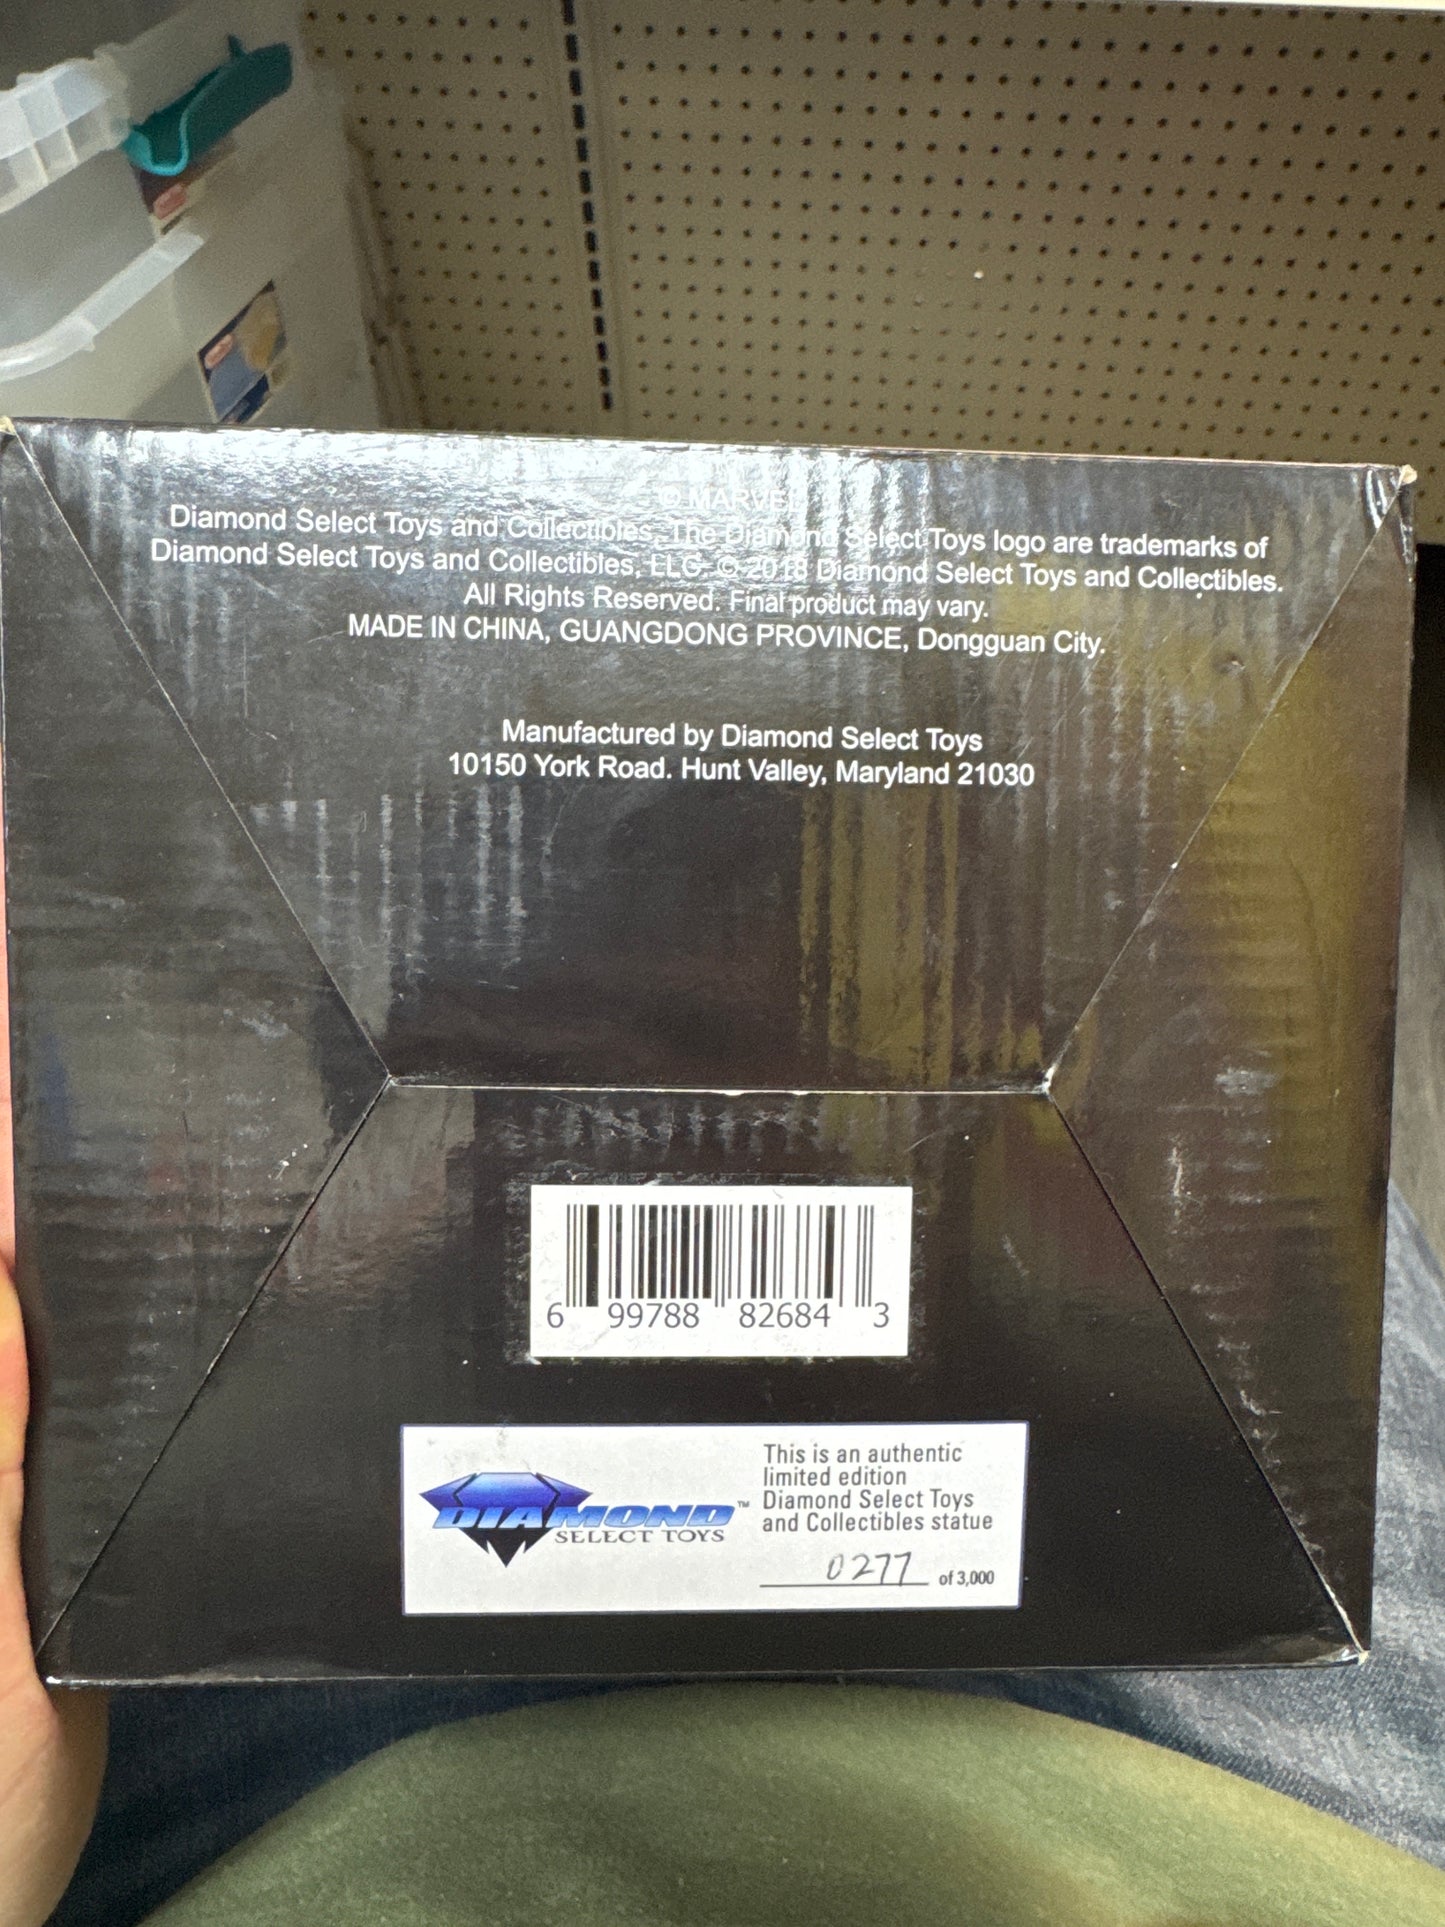 © MARVEL
Diamond Select Toys and Collectibles, The Diamond Select Toys logo are trademarks of
Diamond Select Toys and Collectibles, LLC. © 2018 Diamond Select Toys and Collectibles.
All Rights Reserved. Final product may vary.
MADE IN CHINA, GUANGDONG PROVINCE, Dongguan City.
Manufactured by Diamond Select Toys
10150 York Road. Hunt Valley, Maryland 21030
6 99788 82684 3
DIAMOND™
SELECT TOYS
This is an authentic
limited edition
Diamond Select Toys
and Collectibles statue
0277 of 3,000